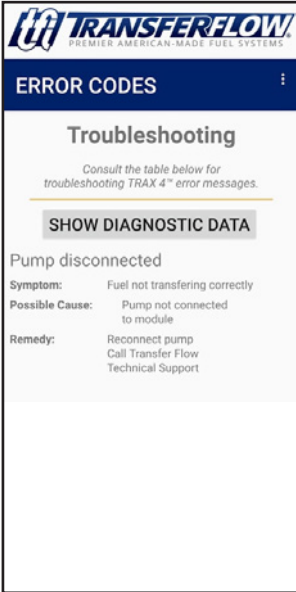 tfi TRANSFERFLOW.
PREMIER AMERICAN-MADE FUEL SYSTEMS
ERROR CODES
Troubleshooting
Consult the table below for
troubleshooting TRAX 4™ error messages.
SHOW DIAGNOSTIC DATA
Pump disconnected
Symptom: Fuel not transfering correctly
Possible Cause: Pump not connected
to module
Remedy: Reconnect pump
Call Transfer Flow
Technical Support